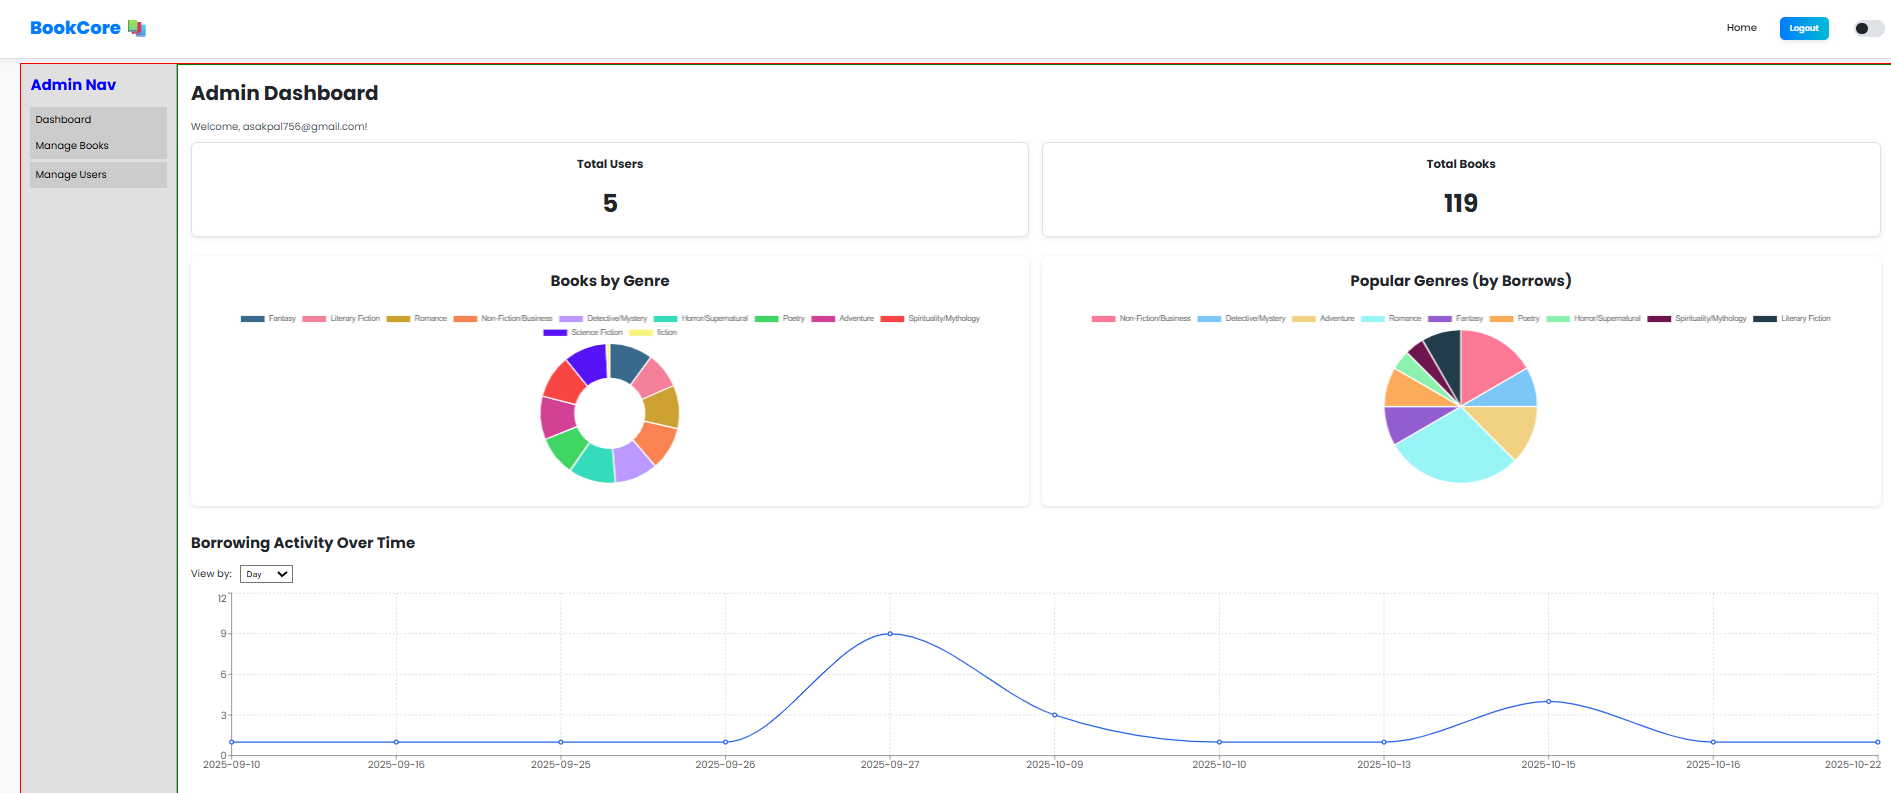 BookCore
Home
Logout
Admin Nav
Dashboard
Manage Books
Manage Users
Admin Dashboard
Welcome, asakpal756@gmail.com!
Total Users
5
Total Books
119
Books by Genre
Fantasy Literary Fiction Romance Non-Fiction/Business Detective/Mystery Horror/Supernatural Poetry Adventure Spirituality/Mythology
Science Fiction fiction
Popular Genres (by Borrows)
Non-Fiction/Business Detective/Mystery Adventure Romance Fantasy Poetry Horror/Supernatural Spirituality/Mythology Literary Fiction
Borrowing Activity Over Time
View by: Day
12
9
6
3
0
2025-09-10 2025-09-16 2025-09-25 2025-09-26 2025-09-27 2025-10-09 2025-10-10 2025-10-13 2025-10-15 2025-10-16 2025-10-22